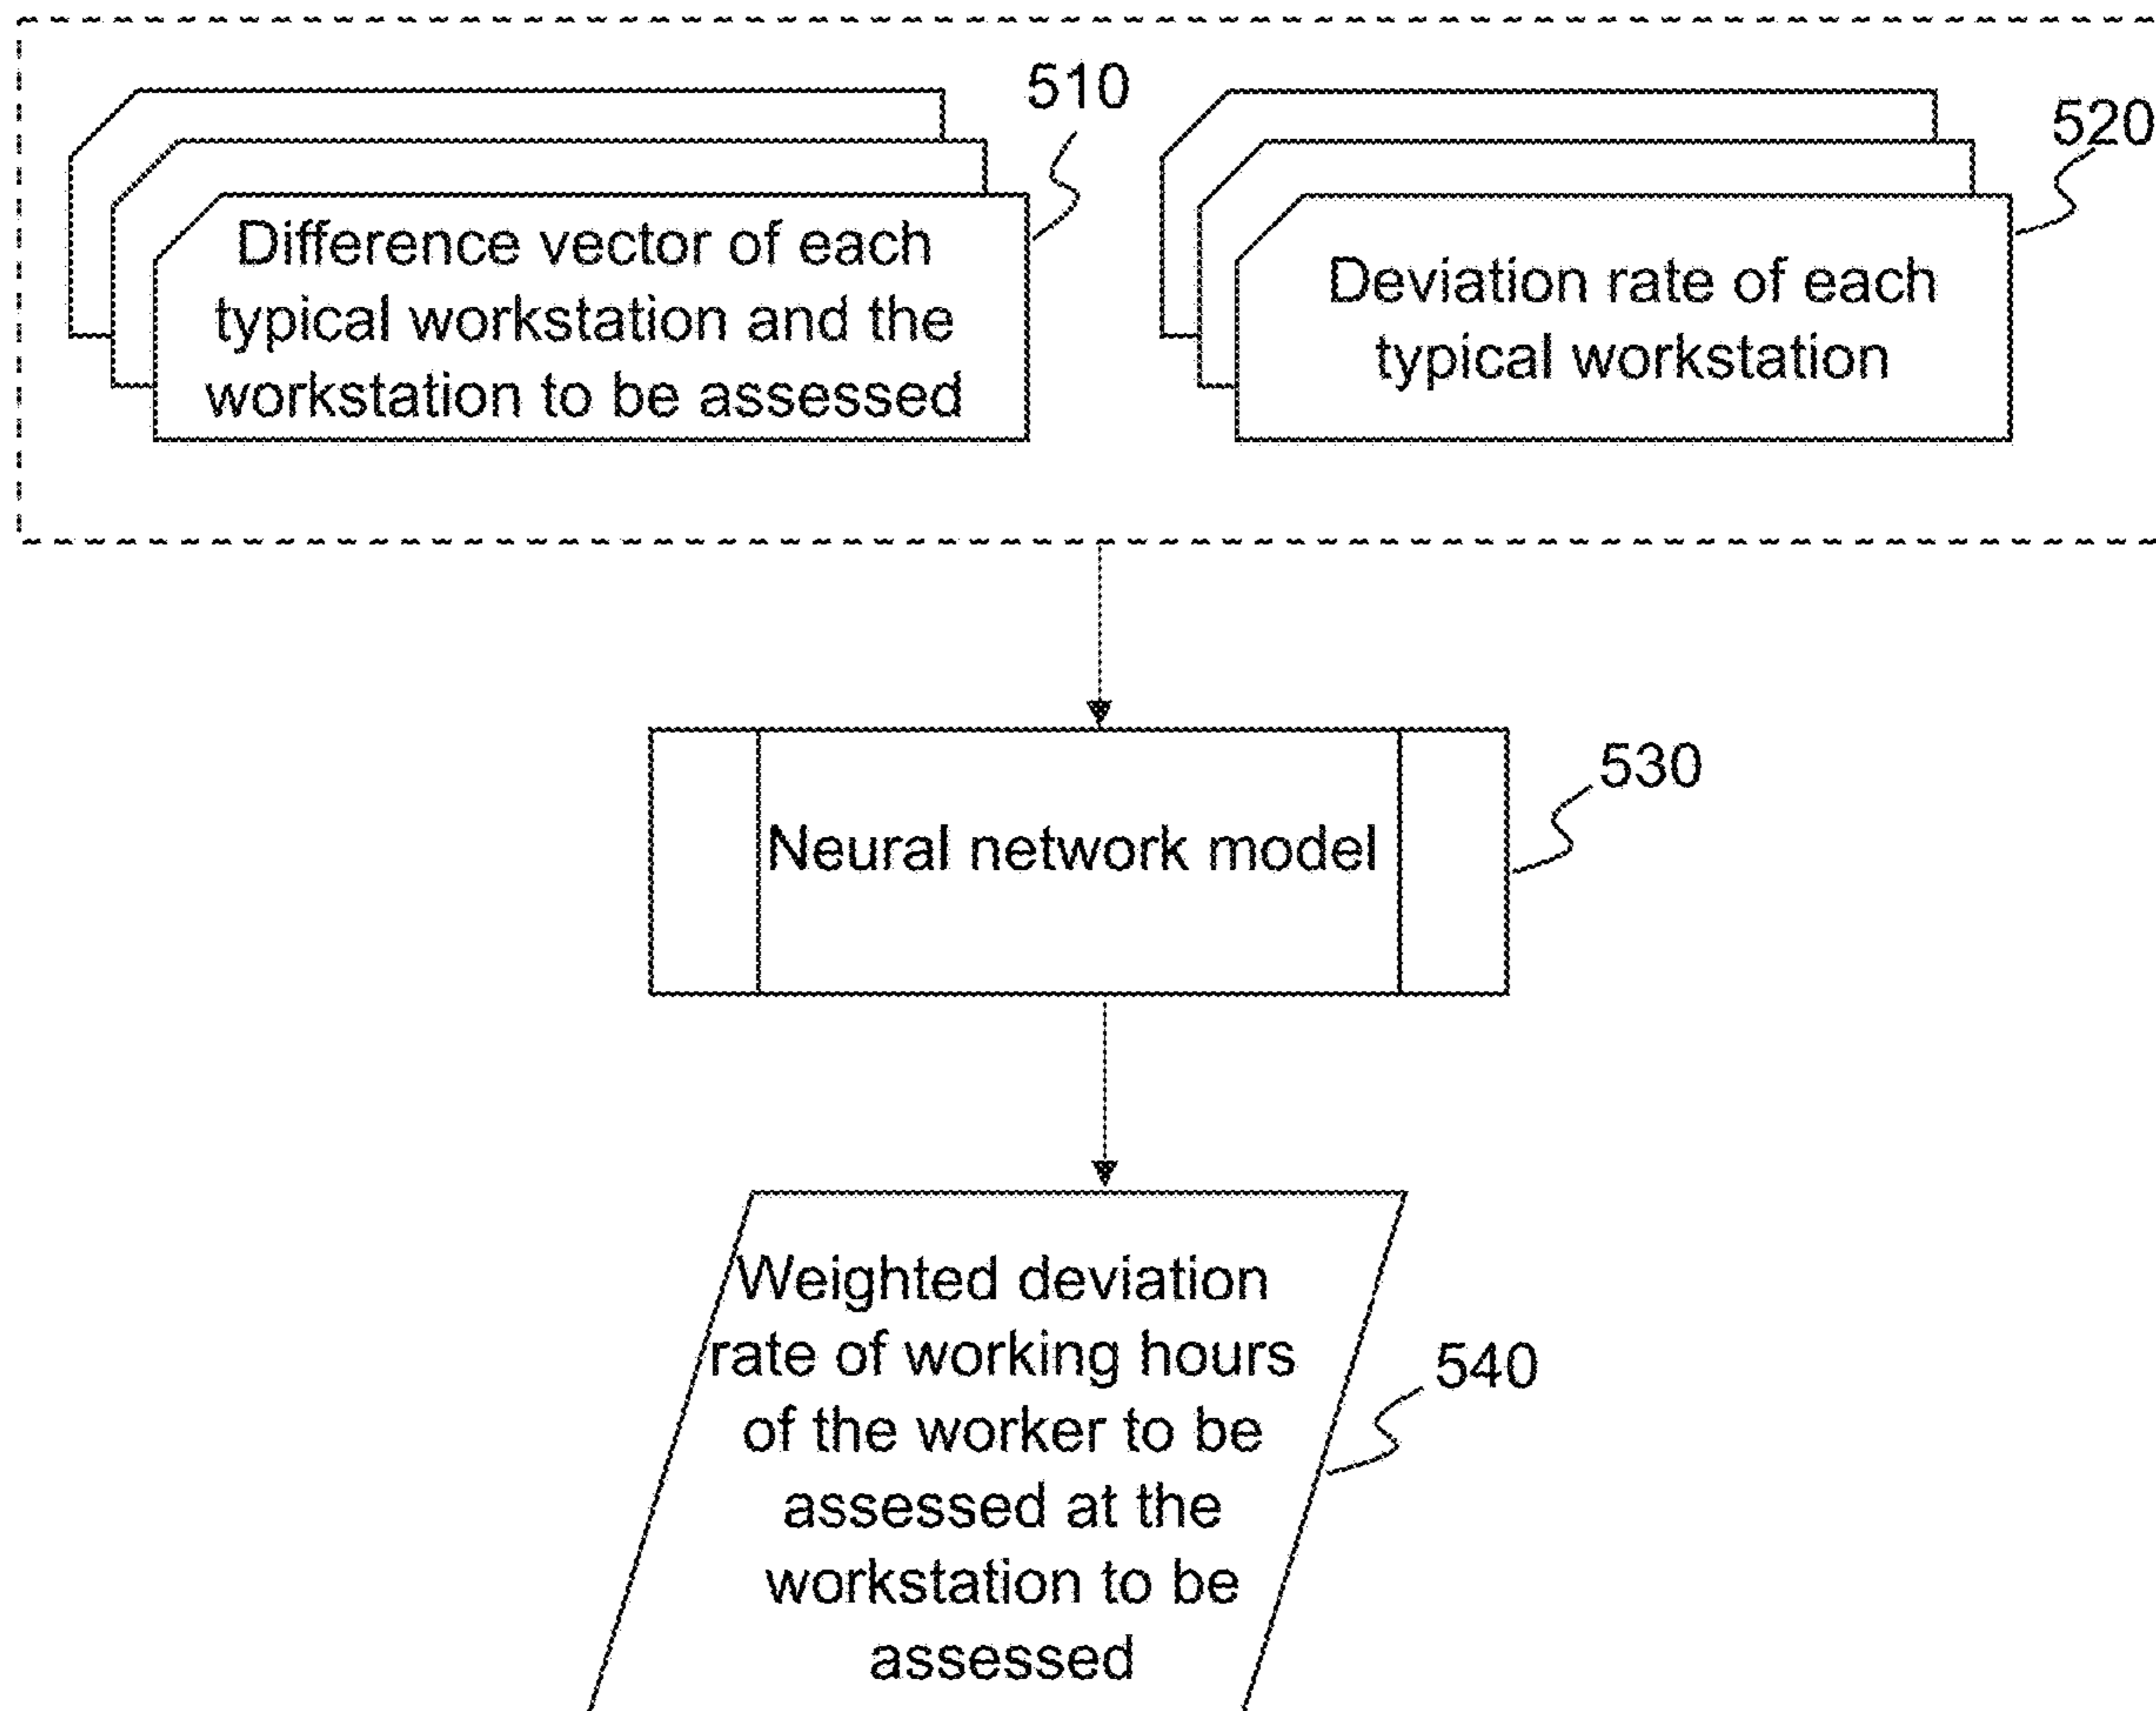 510
520
Difference vector of each
typical workstation and the
workstation to be assessed
Deviation rate of each
typical workstation
530
Neural network model
Weighted deviation
rate of working hours
of the worker to be
assessed at the
workstation to be
assessed
540